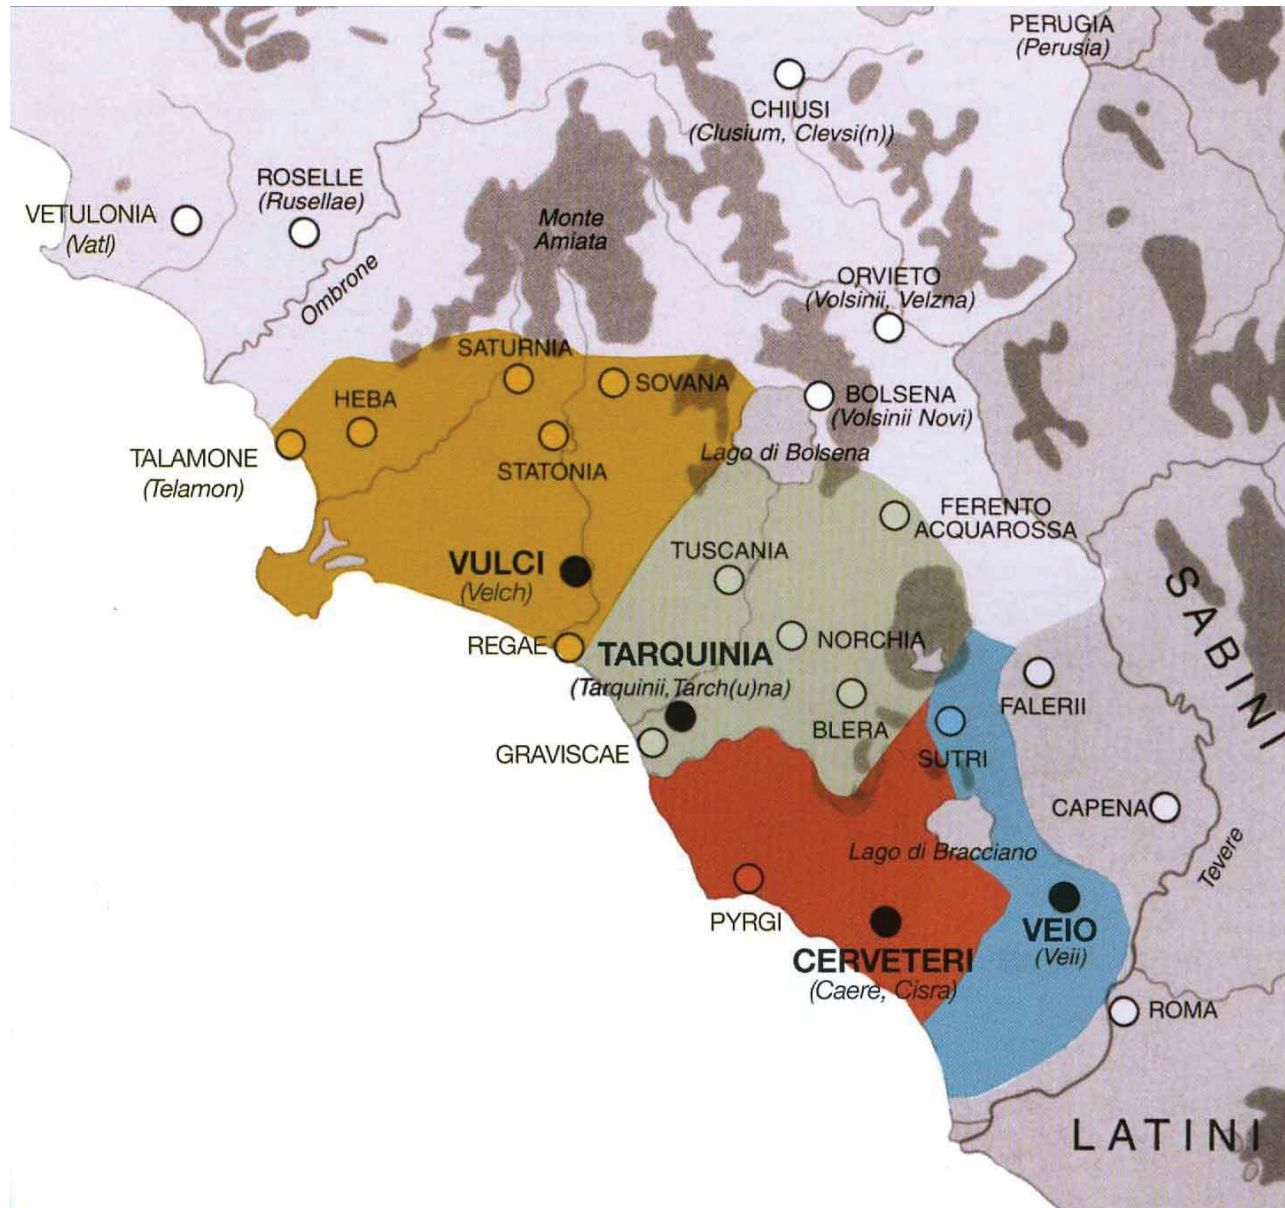 PERUGIA
(Perusia)
CHIUSI
(Clusium, Clevsi(n))
ROSELLE
(Rusellae)
VETULONIA
(Vatl)
Monte
Amiata
Ombrone
ORVIETO
(Volsinii, Velzna)
SATURNIA
SOVANA
HEBA
BOLSENA
(Volsinii Novi)
TALAMONE
(Telamon)
STATONIA
Lago di Bolsena
FERENTO
ACQUAROSSA
VULCI
(Velch)
TUSCANIA
SABINI
REGAE
TARQUINIA
(Tarquinii,Tarch(u)na)
NORCHIA
FALERII
GRAVISCAE
BLERA
SUTRI
CAPENA
Lago di Bracciano
Tevere
PYRGI
CERVETERI
(Caere, Cisra)
VEIO
(Veii)
ROMA
LATINI